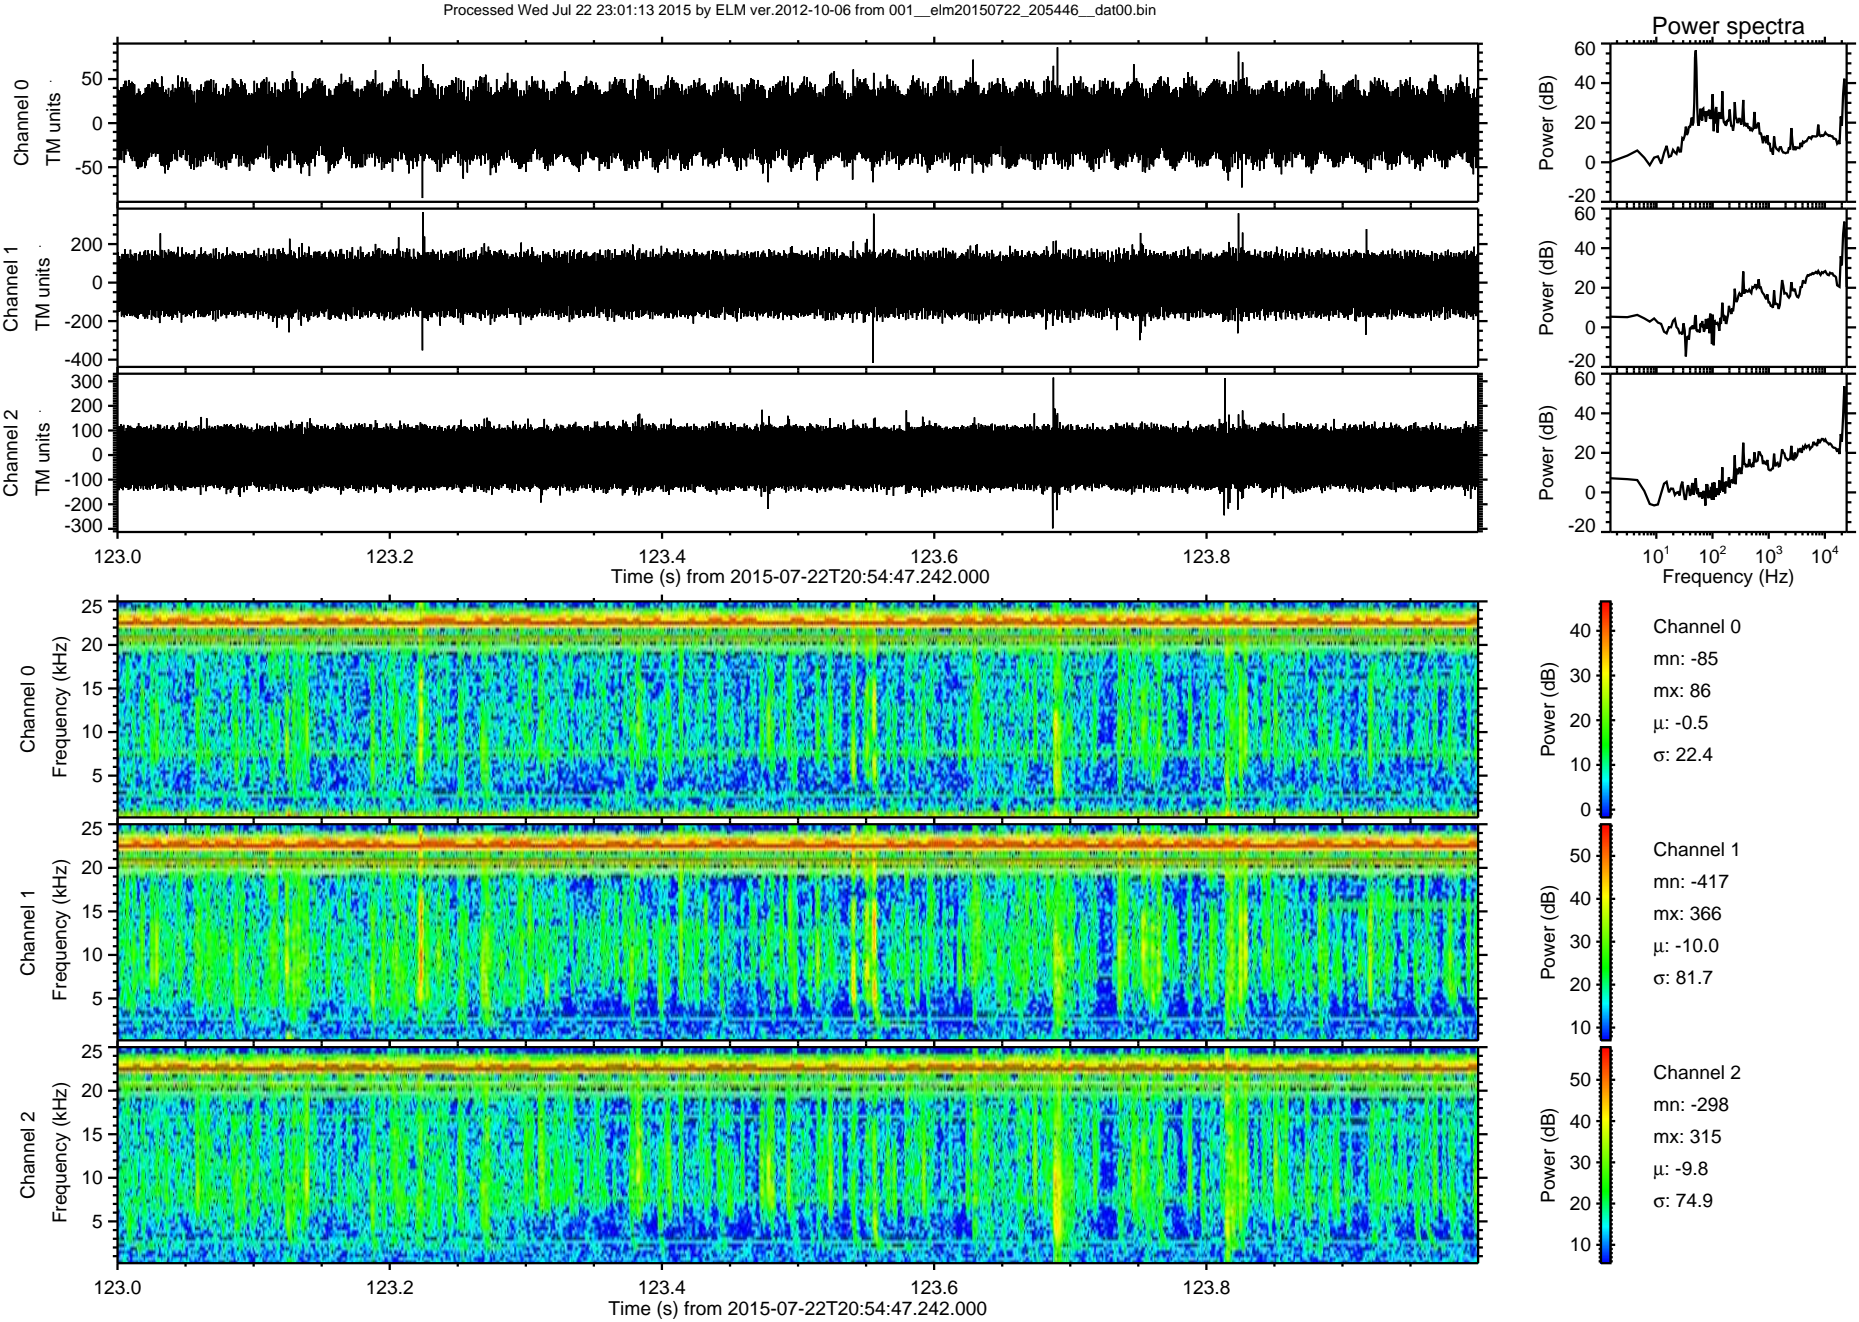 Processed Wed Jul 22 23:01:13 2015 by ELM ver.2012-10-06 from 001__elm20150722_205446__dat00.bin
Power spectra
Channel 0
TM units
50
0
-50
Power (dB)
60
40
20
0
-20
Channel 1
TM units
200
0
-200
-400
Power (dB)
60
40
20
0
-20
Channel 2
TM units
300
200
100
0
-100
-200
-300
Power (dB)
60
40
20
0
-20
123.0 123.2 123.4 123.6 123.8
Time (s) from 2015-07-22T20:54:47.242.000
10^1 10^2 10^3 10^4
Frequency (Hz)
Channel 0
Frequency (kHz)
25
20
15
10
5
Power (dB)
40
30
20
10
0
Channel 0
mn: -85
mx: 86
μ: -0.5
σ: 22.4
Channel 1
Frequency (kHz)
25
20
15
10
5
Power (dB)
50
40
30
20
10
Channel 1
mn: -417
mx: 366
μ: -10.0
σ: 81.7
Channel 2
Frequency (kHz)
25
20
15
10
5
Power (dB)
50
40
30
20
10
Channel 2
mn: -298
mx: 315
μ: -9.8
σ: 74.9
123.0 123.2 123.4 123.6 123.8
Time (s) from 2015-07-22T20:54:47.242.000